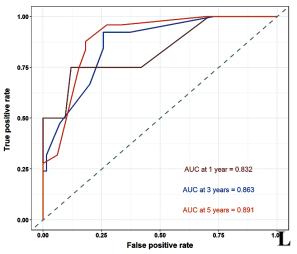 True positive rate
1.00
0.75
0.50
0.25
0.00
AUC at 1 year = 0.832
AUC at 3 years = 0.863
AUC at 5 years = 0.891
0.00
0.25
0.50
0.75
1.00
False positive rate
L